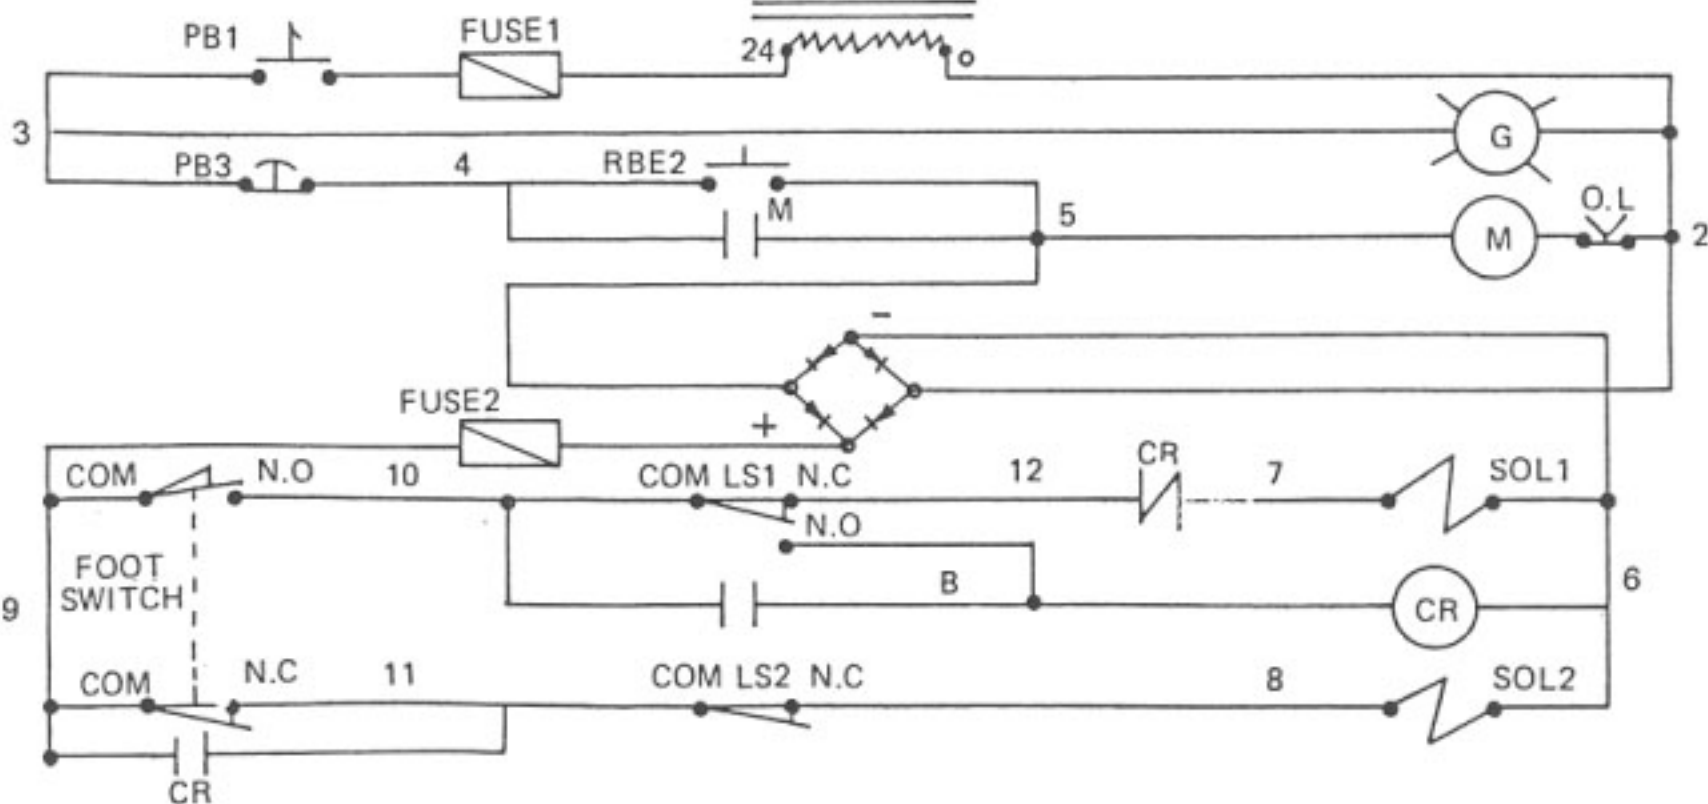 PB1 FUSE1 24 o
3 G
PB3 4 RBE2
M 5 M O.L 2
-
FUSE2 +
COM N.O 10 COM LS1 N.C 12 CR 7 SOL1
N.O
FOOT
SWITCH
9 B CR 6
COM N.C 11 COM LS2 N.C 8 SOL2
CR